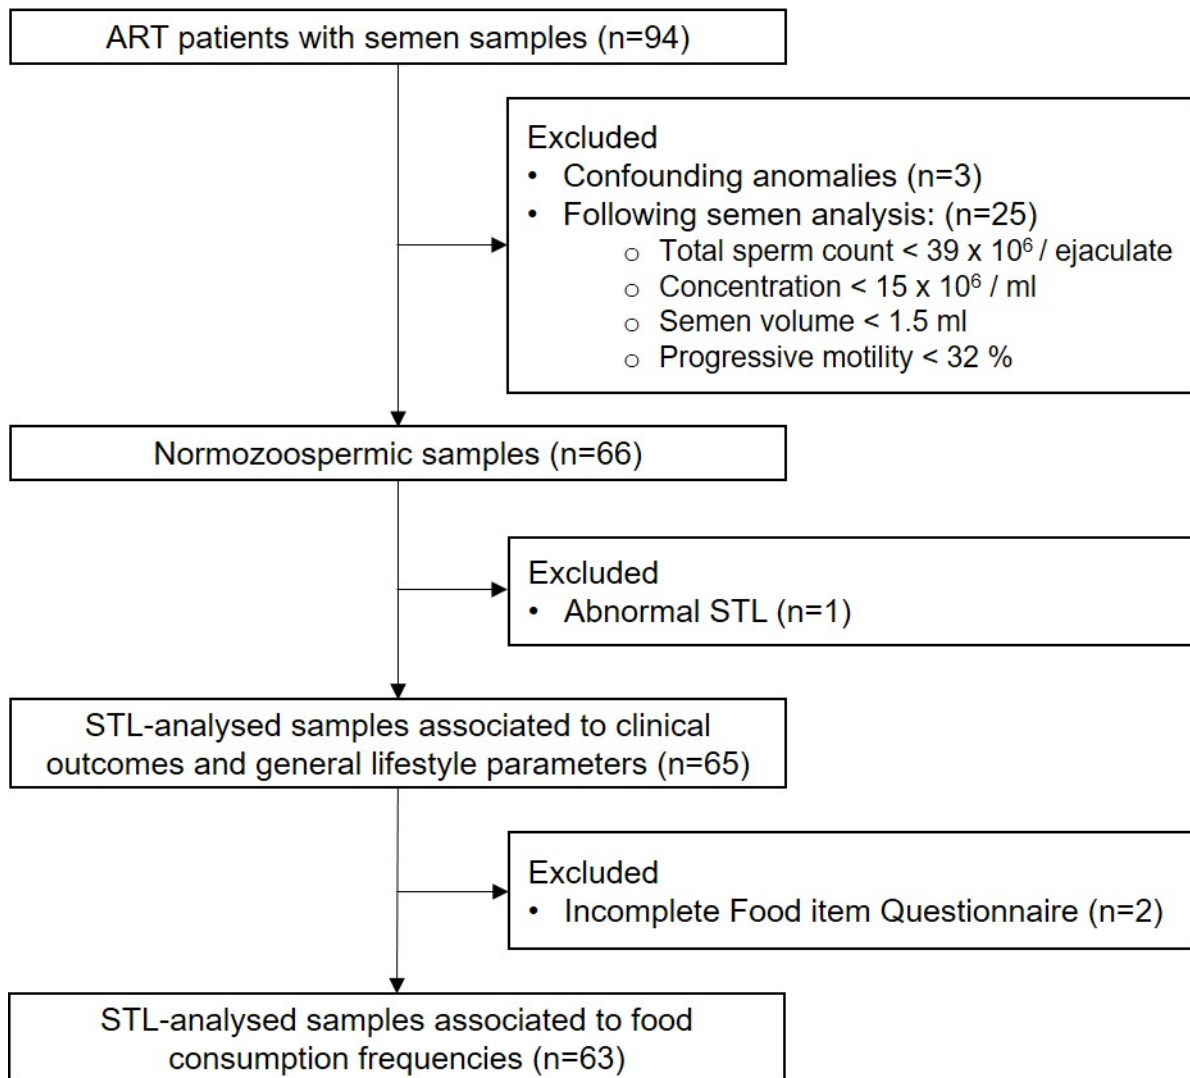 ART patients with semen samples (n=94)
Excluded
• Confounding anomalies (n=3)
• Following semen analysis: (n=25)
o Total sperm count < 39 x 10⁶ / ejaculate
o Concentration < 15 x 10⁶ / ml
o Semen volume < 1.5 ml
o Progressive motility < 32 %
Normozoospermic samples (n=66)
Excluded
• Abnormal STL (n=1)
STL-analysed samples associated to clinical
outcomes and general lifestyle parameters (n=65)
Excluded
• Incomplete Food item Questionnaire (n=2)
STL-analysed samples associated to food
consumption frequencies (n=63)